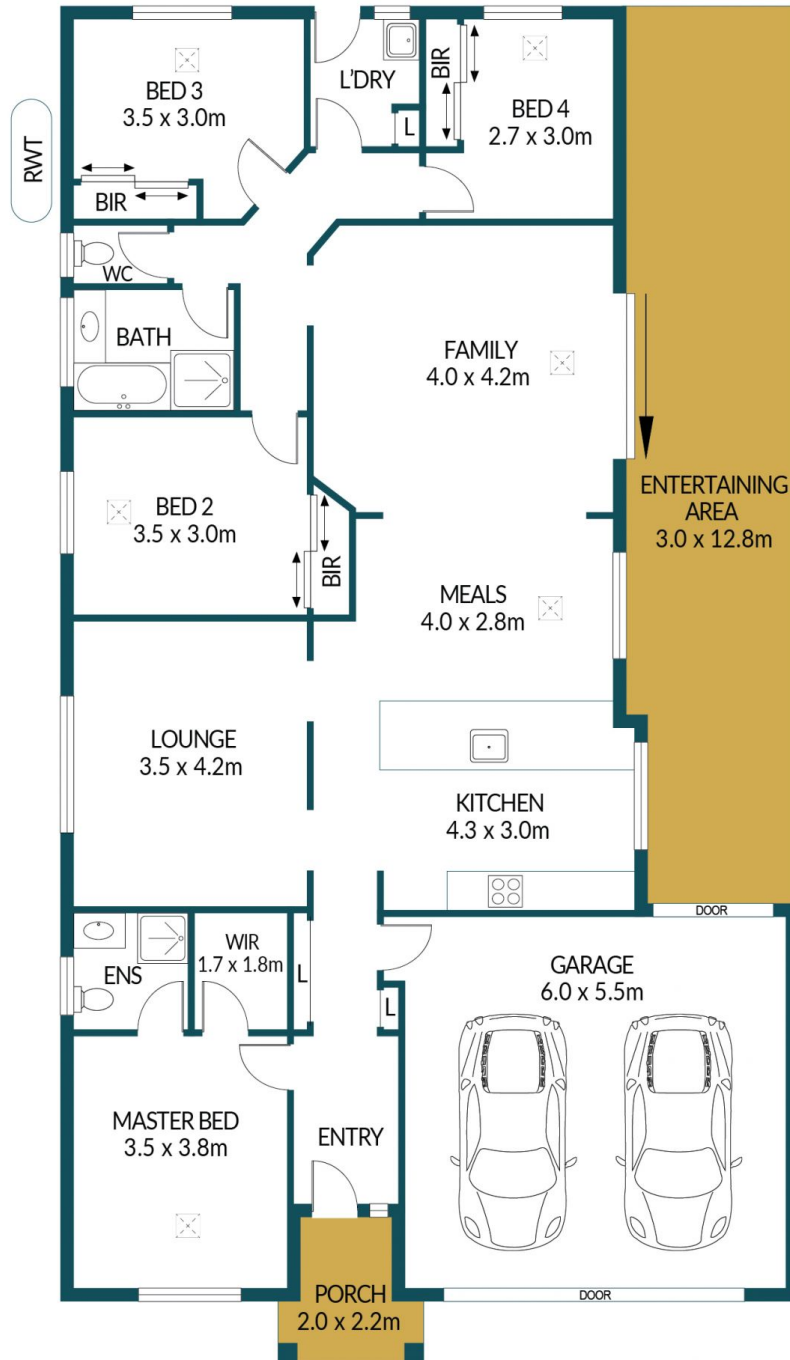 BED 3
3.5 x 3.0m
BIR
RWT
L'DRY
L
BIR
BED 4
2.7 x 3.0m
WC
BATH
FAMILY
4.0 x 4.2m
ENTERTAINING
AREA
3.0 x 12.8m
BED 2
3.5 x 3.0m
BIR
MEALS
4.0 x 2.8m
LOUNGE
3.5 x 4.2m
KITCHEN
4.3 x 3.0m
DOOR
ENS
WIR
1.7 x 1.8m
L
L
GARAGE
6.0 x 5.5m
MASTER BED
3.5 x 3.8m
ENTRY
PORCH
2.0 x 2.2m
DOOR